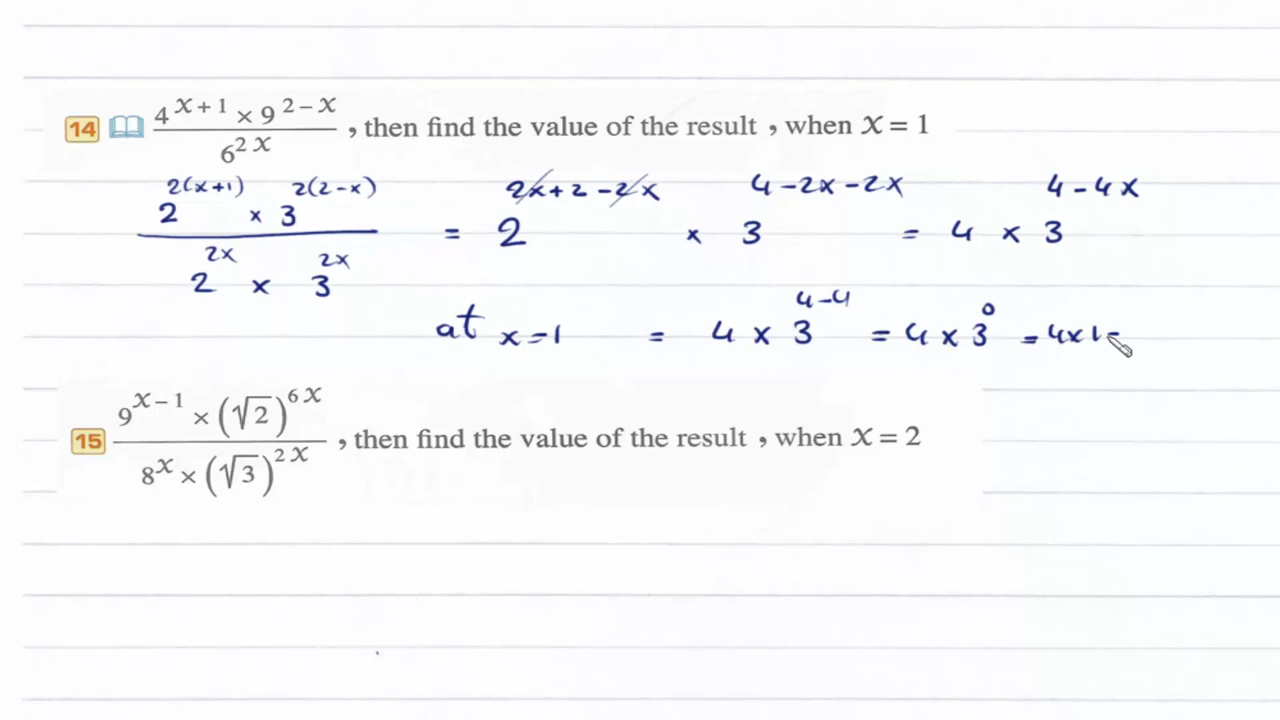 14 4^{x+1} × 9^{2-x} / 6^{2x} , then find the value of the result , when x = 1
2^{2(x+1)} × 3^{2(2-x)} / 2^{2x} × 3^{2x} = 2^{2x+2-2x} × 3^{4-2x-2x} = 4 × 3^{4-4x}
at x=1 = 4 × 3^{4-4} = 4 × 3^{0} = 4×1=
15 9^{x-1} × (√2)^{6x} / 8^{x} × (√3)^{2x} , then find the value of the result , when x = 2